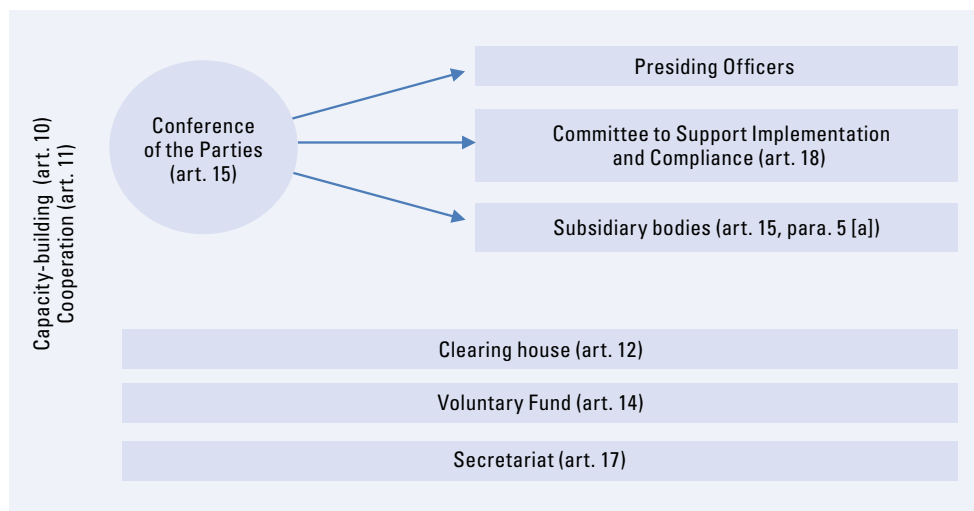 Capacity-building (art. 10)
Cooperation (art. 11)
Conference
of the Parties
(art. 15)
Presiding Officers
Committee to Support Implementation
and Compliance (art. 18)
Subsidiary bodies (art. 15, para. 5 [a])
Clearing house (art. 12)
Voluntary Fund (art. 14)
Secretariat (art. 17)